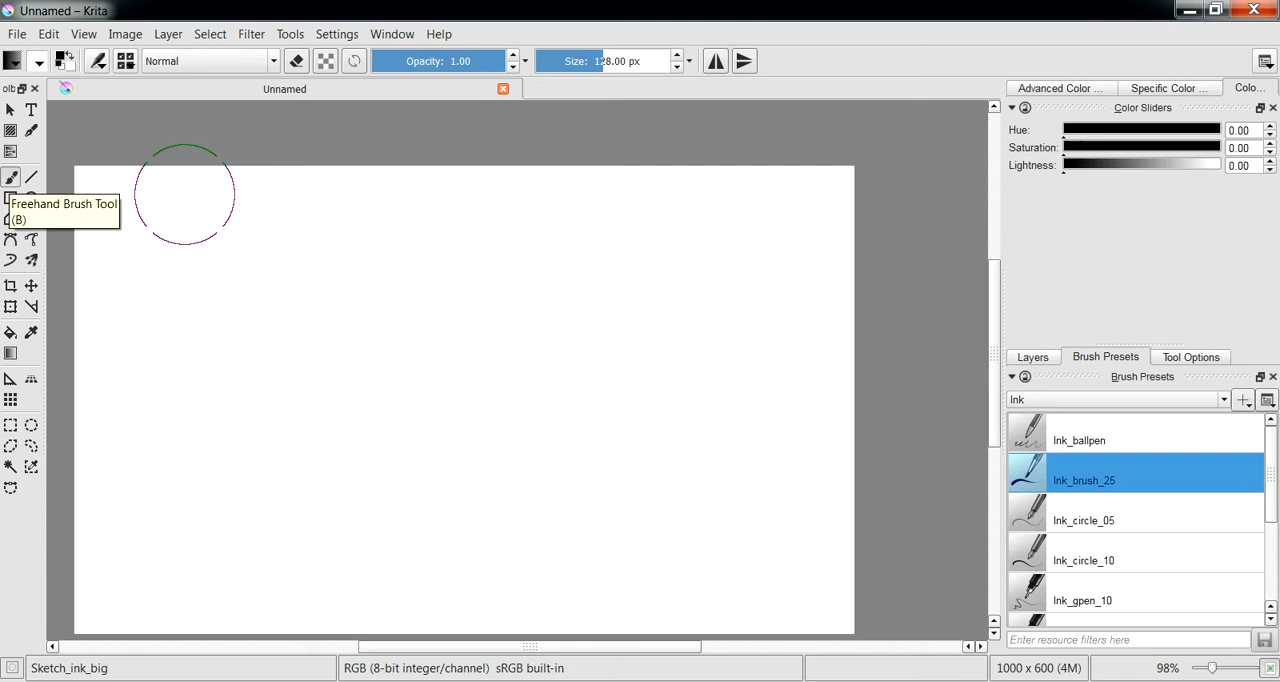 Unnamed – Krita
File Edit View Image Layer Select Filter Tools Settings Window Help
Normal Opacity: 1.00 Size: 128.00 px
olb Unnamed Advanced Color ... Specific Color ... Colo...
Color Sliders
Hue: 0.00
Saturation: 0.00
Lightness: 0.00
Freehand Brush Tool
(B)
Layers Brush Presets Tool Options
Brush Presets
Ink
Ink_ballpen
Ink_brush_25
Ink_circle_05
Ink_circle_10
Ink_gpen_10
Enter resource filters here
Sketch_ink_big RGB (8-bit integer/channel) sRGB built-in 1000 x 600 (4M) 98%